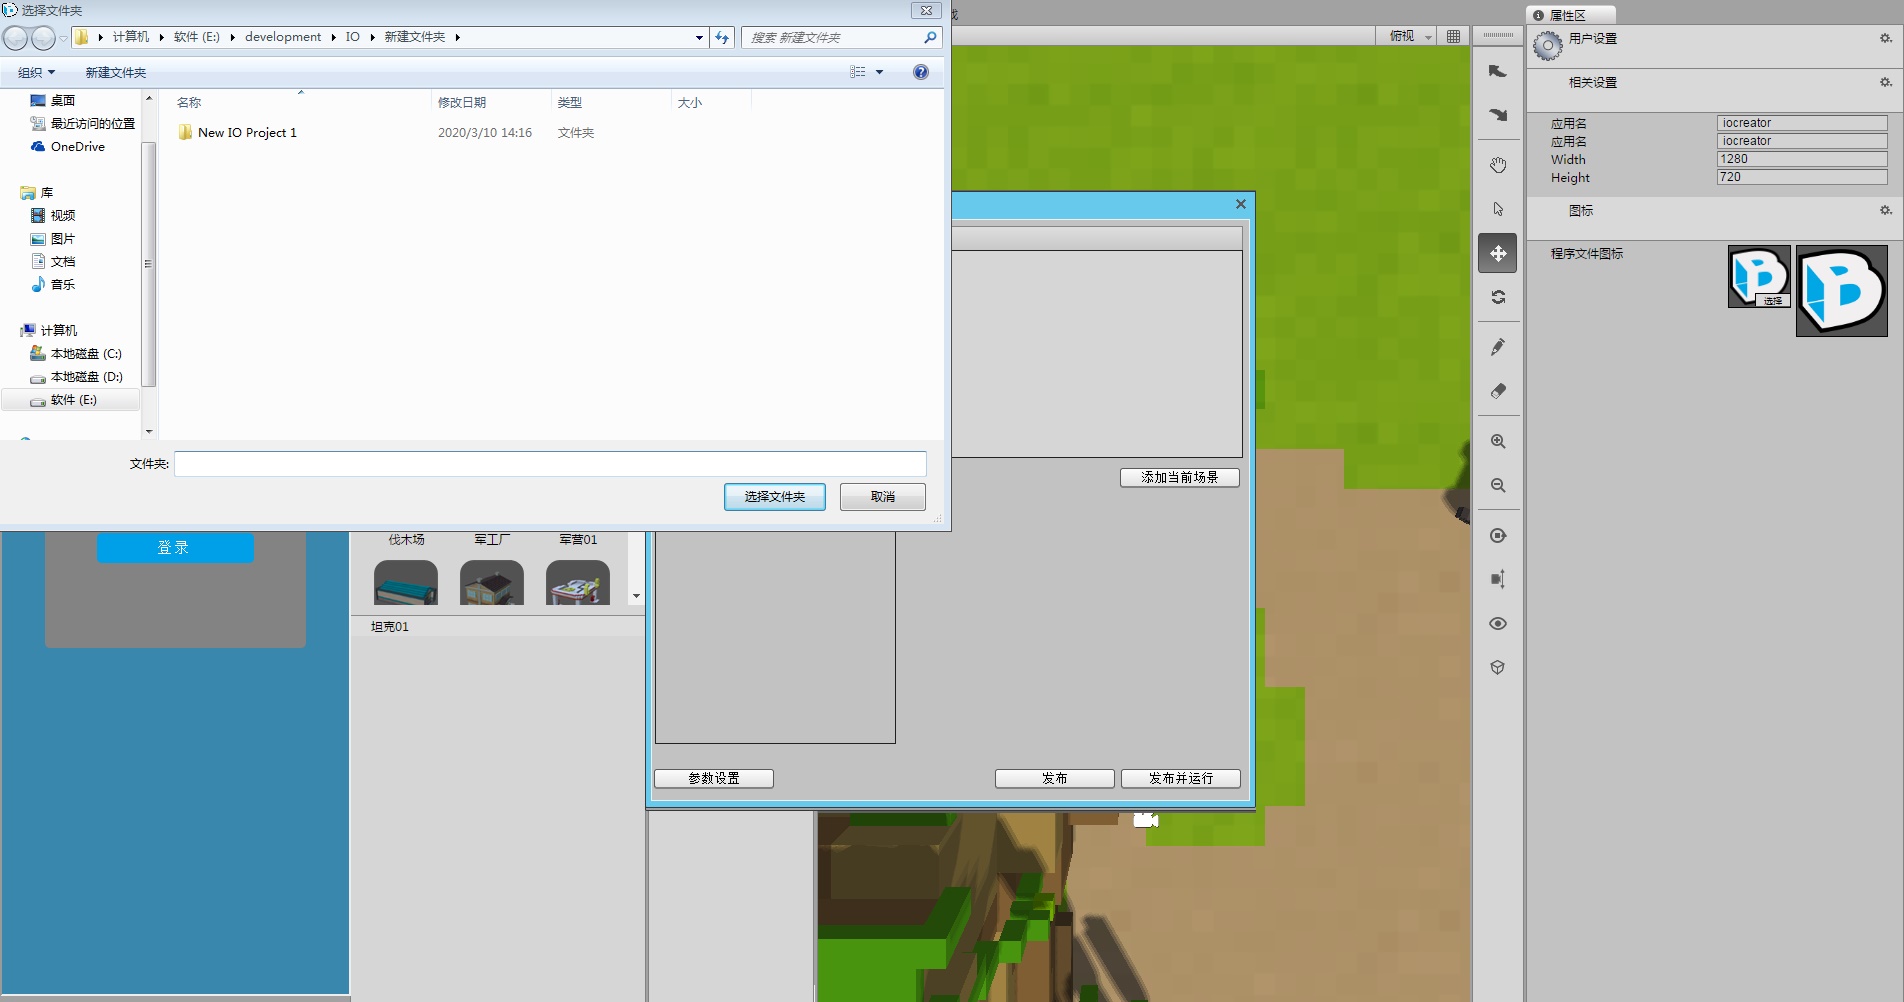 选择文件夹
计算机 软件 (E:) development IO 新建文件夹
搜索 新建文件夹
组织 新建文件夹
桌面
最近访问的位置
OneDrive
库
视频
图片
文档
音乐
计算机
本地磁盘 (C:)
本地磁盘 (D:)
软件 (E:)
名称 修改日期 类型 大小
New IO Project 1 2020/3/10 14:16 文件夹
文件夹:
选择文件夹 取消
登录
伐木场 军工厂 军营01
坦克01
添加当前场景
参数设置 发布 发布并运行
俯视
属性区
用户设置
相关设置
应用名 iocreator
应用名 iocreator
Width 1280
Height 720
图标
程序文件图标
选择